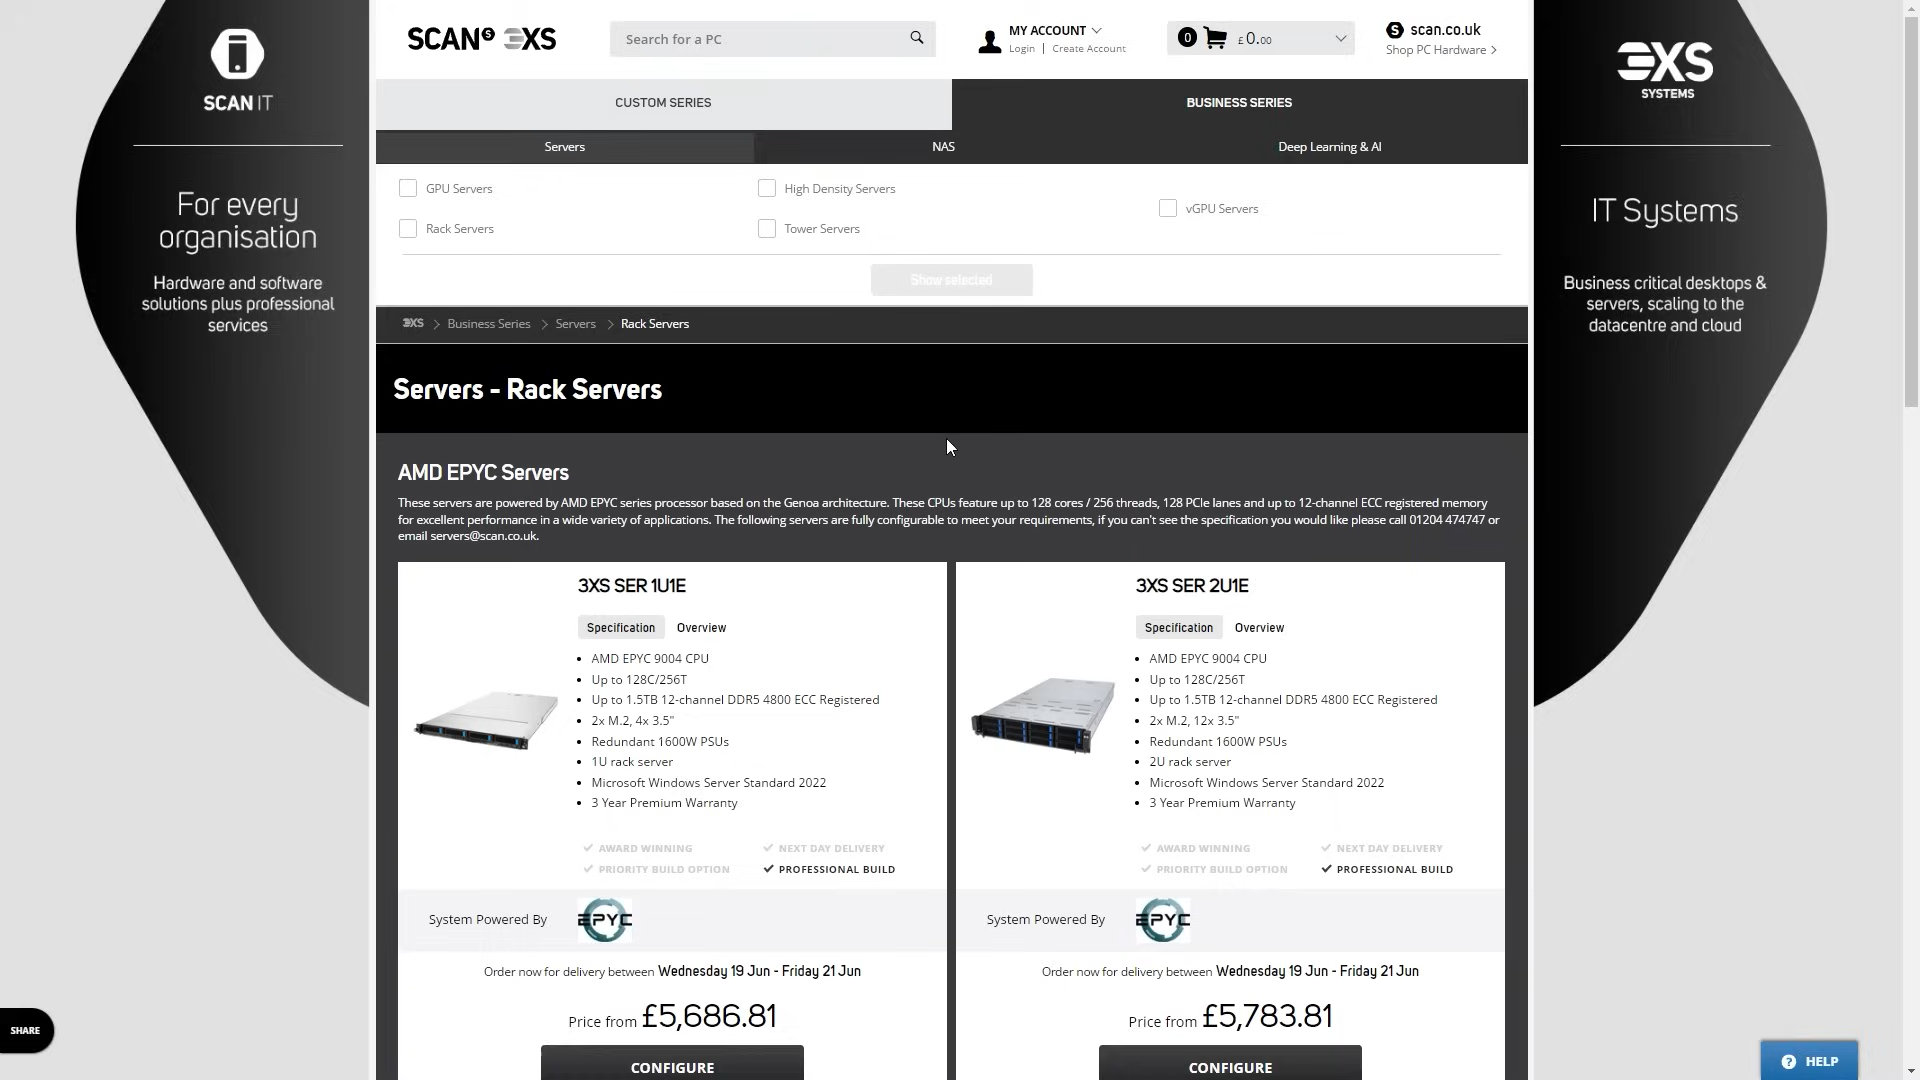 SCAN 3XS
Search for a PC
MY ACCOUNT
Login | Create Account
0 £0.00
scan.co.uk
Shop PC Hardware
SCAN IT
For every
organisation
Hardware and software
solutions plus professional
services
3XS
SYSTEMS
IT Systems
Business critical desktops &
servers, scaling to the
datacentre and cloud
CUSTOM SERIES
BUSINESS SERIES
Servers
NAS
Deep Learning & AI
GPU Servers
High Density Servers
vGPU Servers
Rack Servers
Tower Servers
Show selected
3XS > Business Series > Servers > Rack Servers
Servers - Rack Servers
AMD EPYC Servers
These servers are powered by AMD EPYC series processor based on the Genoa architecture. These CPUs feature up to 128 cores / 256 threads, 128 PCIe lanes and up to 12-channel ECC registered memory
for excellent performance in a wide variety of applications. The following servers are fully configurable to meet your requirements, if you can't see the specification you would like please call 01204 474747 or
email servers@scan.co.uk.
3XS SER 1U1E
Specification Overview
• AMD EPYC 9004 CPU
• Up to 128C/256T
• Up to 1.5TB 12-channel DDR5 4800 ECC Registered
• 2x M.2, 4x 3.5"
• Redundant 1600W PSUs
• 1U rack server
• Microsoft Windows Server Standard 2022
• 3 Year Premium Warranty
AWARD WINNING
NEXT DAY DELIVERY
PRIORITY BUILD OPTION
PROFESSIONAL BUILD
System Powered By EPYC
Order now for delivery between Wednesday 19 Jun - Friday 21 Jun
Price from £5,686.81
CONFIGURE
3XS SER 2U1E
Specification Overview
• AMD EPYC 9004 CPU
• Up to 128C/256T
• Up to 1.5TB 12-channel DDR5 4800 ECC Registered
• 2x M.2, 12x 3.5"
• Redundant 1600W PSUs
• 2U rack server
• Microsoft Windows Server Standard 2022
• 3 Year Premium Warranty
AWARD WINNING
NEXT DAY DELIVERY
PRIORITY BUILD OPTION
PROFESSIONAL BUILD
System Powered By EPYC
Order now for delivery between Wednesday 19 Jun - Friday 21 Jun
Price from £5,783.81
CONFIGURE
SHARE
? HELP